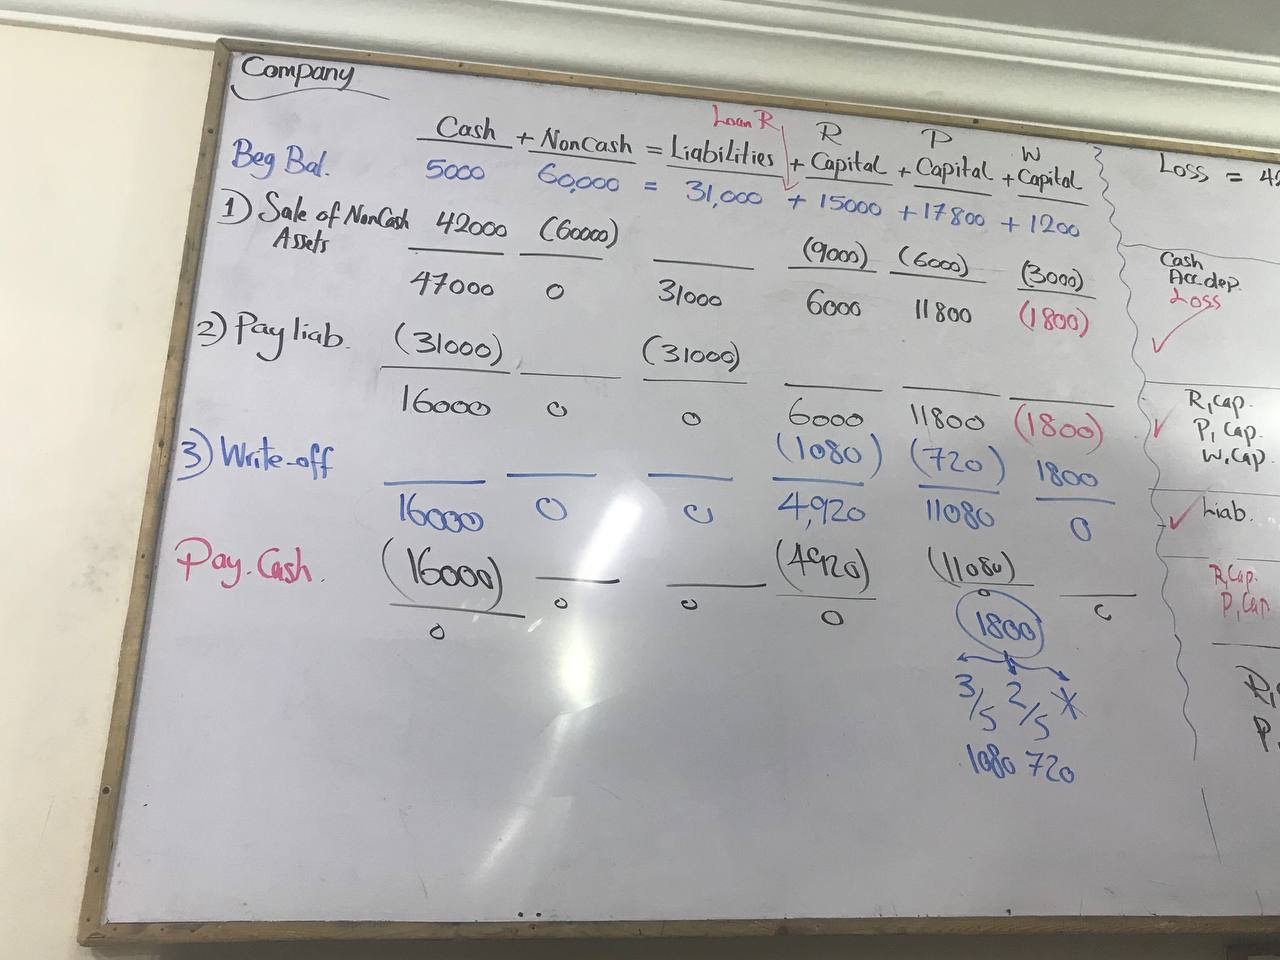 Company
Loan R
R P W
Cash + NonCash = Liabilities + Capital + Capital + Capital
Beg Bal. 5000 60,000 = 31,000 + 15000 + 17800 + 1200
1) Sale of NonCash Assets 42000 (60000) (9000) (6000) (3000)
47000 0 31000 6000 11800 (1800)
2) Pay liab. (31000) (31000)
16000 0 0 6000 11800 (1800)
3) Write-off (1080) (720) 1800
16000 0 0 4,920 11080 0
Pay. Cash. (16000) (4920) (11080)
0 0 0 0 0 0
1800
3/5 2/5 X
1080 720
Loss = 42
Cash
Acc.dep.
Loss
R, Cap.
P, Cap.
W, Cap.
Liab.
R, Cap.
P, Cap.
R,
P.